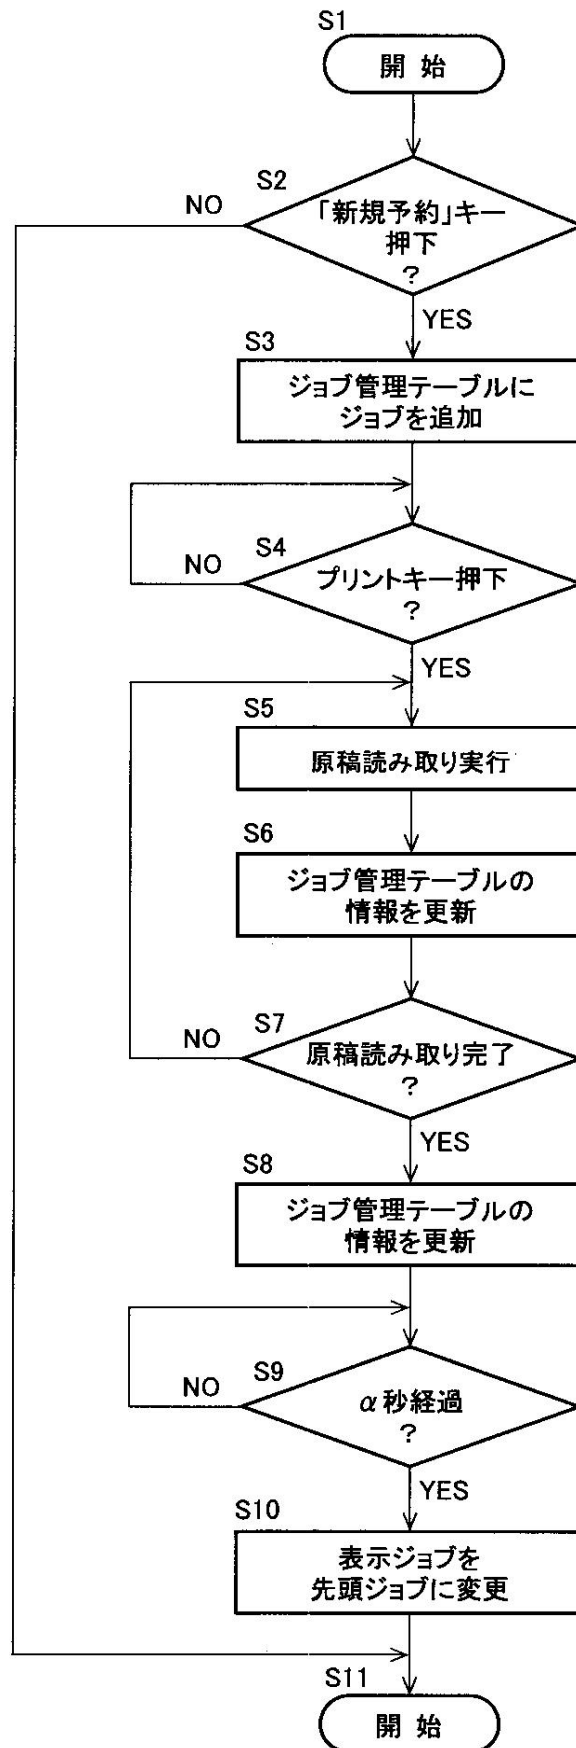 S1
開始
S2
NO
「新規予約」キー
押下
?
YES
S3
ジョブ管理テーブルに
ジョブを追加
S4
NO
プリントキー押下
?
YES
S5
原稿読み取り実行
S6
ジョブ管理テーブルの
情報を更新
S7
NO
原稿読み取り完了
?
YES
S8
ジョブ管理テーブルの
情報を更新
S9
NO
α秒経過
?
YES
S10
表示ジョブを
先頭ジョブに変更
S11
開始